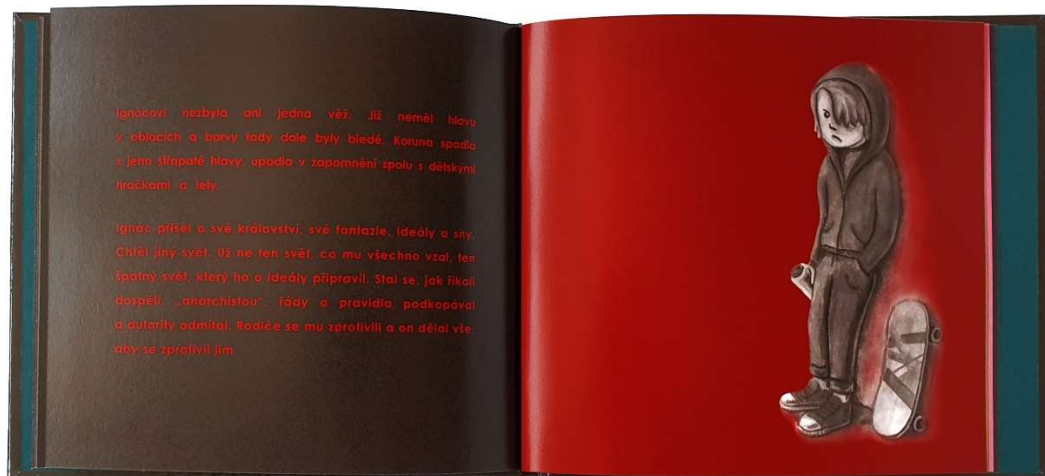 Ignácovi nezbyla ani jedna věž. Již neměl hlavu
v oblacích a barvy tady dole byly bledé. Koruna spadla
z jeho střapaté hlavy, upadla v zapomnění spolu s dětskými
hračkami a lety.
Ignác přišel o své království, své fantazie, ideály a sny.
Chtěl jiný svět. Už ne ten svět, co mu všechno vzal, ten
špatný svět, který ho o ideály připravil. Stal se, jak říkali
dospělí, „anarchistou“, řády a pravidla podkopával
a autority odmítal. Rodiče se mu zprotivili a on dělal vše,
aby se zprotivil jim.